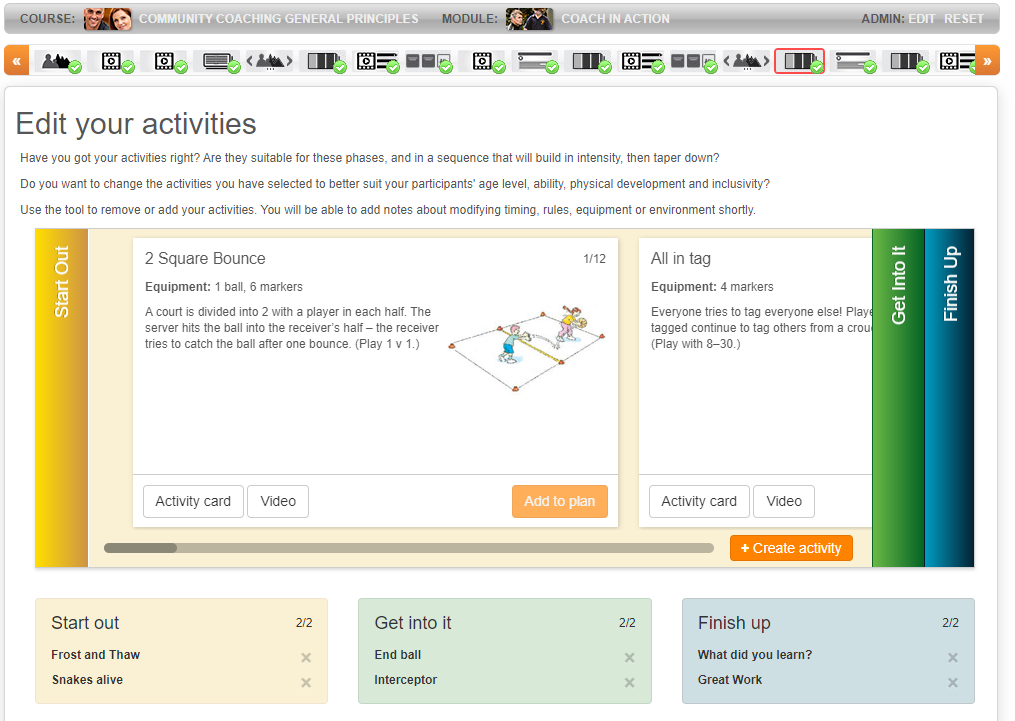 COURSE: COMMUNITY COACHING GENERAL PRINCIPLES MODULE: COACH IN ACTION ADMIN: EDIT RESET
«
»
Edit your activities
Have you got your activities right? Are they suitable for these phases, and in a sequence that will build in intensity, then taper down?
Do you want to change the activities you have selected to better suit your participants' age level, ability, physical development and inclusivity?
Use the tool to remove or add your activities. You will be able to add notes about modifying timing, rules, equipment or environment shortly.
Start Out
2 Square Bounce 1/12
Equipment: 1 ball, 6 markers
A court is divided into 2 with a player in each half. The
server hits the ball into the receiver's half – the receiver
tries to catch the ball after one bounce. (Play 1 v 1.)
Activity card Video Add to plan
All in tag
Equipment: 4 markers
Everyone tries to tag everyone else! Playe
tagged continue to tag others from a crou
(Play with 8–30.)
Activity card Video
+ Create activity
Get Into It
Finish Up
Start out 2/2
Frost and Thaw
Snakes alive
Get into it 2/2
End ball
Interceptor
Finish up 2/2
What did you learn?
Great Work